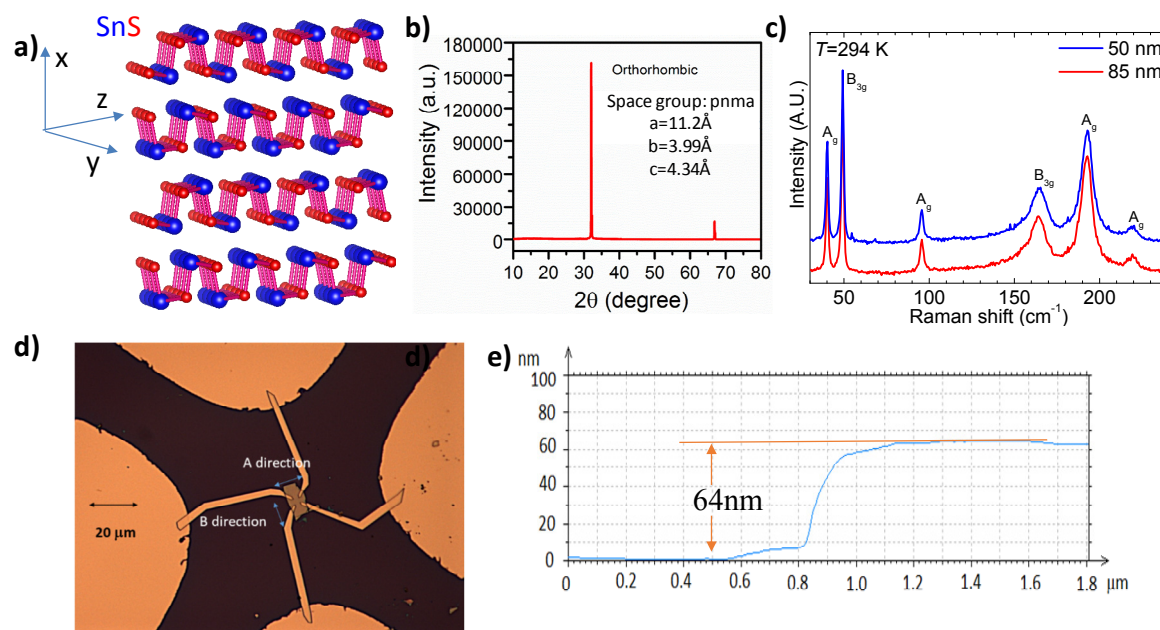 a)
SnS
x
z
y
b)
180000
150000
120000
90000
60000
30000
0
Intensity (a.u.)
Orthorhombic
Space group: pnma
a=11.2Å
b=3.99Å
c=4.34Å
10 20 30 40 50 60 70 80
2θ (degree)
c)
T=294 K
50 nm
85 nm
Intensity (A.U.)
Ag
B3g
Ag
B3g
Ag
Ag
50 100 150 200
Raman shift (cm-1)
d)
d)
A direction
B direction
20 μm
e)
nm
100
80
60
40
20
0
64nm
0 0.2 0.4 0.6 0.8 1.0 1.2 1.4 1.6 1.8 μm